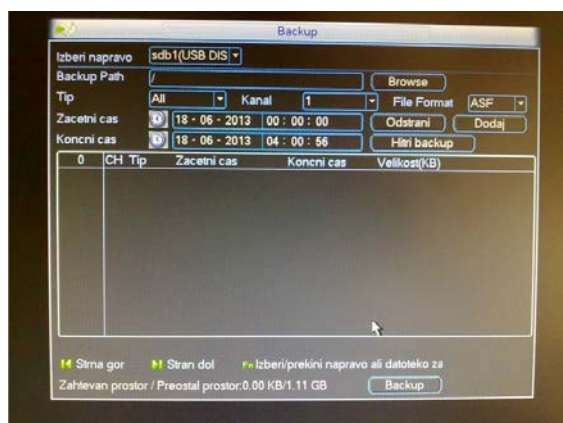 Backup
Izberi napravo sdb1(USB DIS
Backup Path / Browse
Tip All Kanal 1 File Format ASF
Zacetni cas 18 - 06 - 2013 00 : 00 : 00 Odstrani Dodaj
Koncni cas 18 - 06 - 2013 04 : 00 : 56 Hitri backup
0 CH Tip Zacetni cas Koncni cas Velikost(KB)
Strna gor Stran dol Fn Izberi/prekini napravo ali datoteko za
Zahtevan prostor / Preostal prostor:0.00 KB/1.11 GB Backup